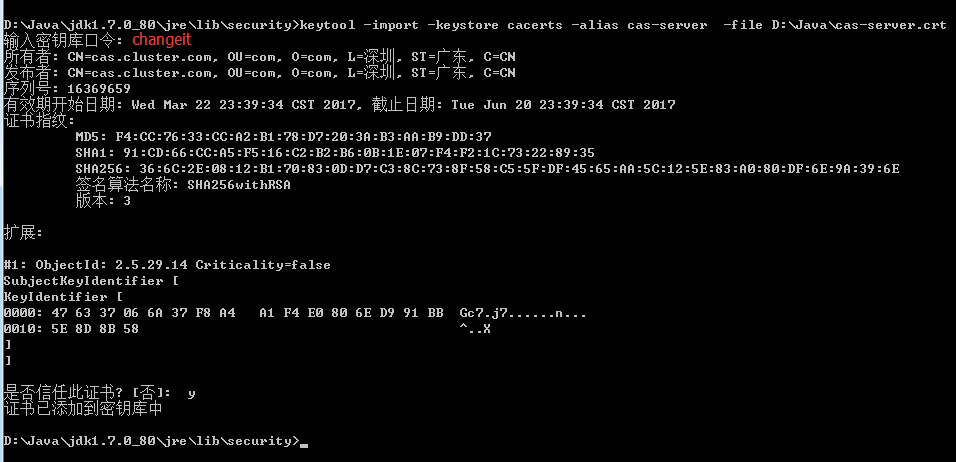 D:\Java\jdk1.7.0_80\jre\lib\security>keytool -import -keystore cacerts -alias cas-server  -file D:\Java\cas-server.crt
输入密钥库口令: changeit
所有者: CN=cas.cluster.com, OU=com, O=com, L=深圳, ST=广东, C=CN
发布者: CN=cas.cluster.com, OU=com, O=com, L=深圳, ST=广东, C=CN
序列号: 16369659
有效期开始日期: Wed Mar 22 23:39:34 CST 2017, 截止日期: Tue Jun 20 23:39:34 CST 2017
证书指纹:
MD5: F4:CC:76:33:CC:A2:B1:78:D7:20:3A:B3:AA:B9:DD:37
SHA1: 91:CD:66:CC:A5:F5:16:C2:B2:B6:0B:1E:07:F4:F2:1C:73:22:89:35
SHA256: 36:6C:2E:08:12:B1:70:83:0D:D7:C3:8C:73:8F:58:C5:5F:DF:45:65:AA:5C:12:5E:83:A0:80:DF:6E:9A:39:6E
签名算法名称: SHA256withRSA
版本: 3
扩展:
#1: ObjectId: 2.5.29.14 Criticality=false
SubjectKeyIdentifier [
KeyIdentifier [
0000: 47 63 37 06 6A 37 F8 A4   A1 F4 E0 80 6E D9 91 BB  Gc7.j7......n...
0010: 5E 8D 8B 58                                        ^..X
]
]
是否信任此证书? [否]:  y
证书已添加到密钥库中
D:\Java\jdk1.7.0_80\jre\lib\security>